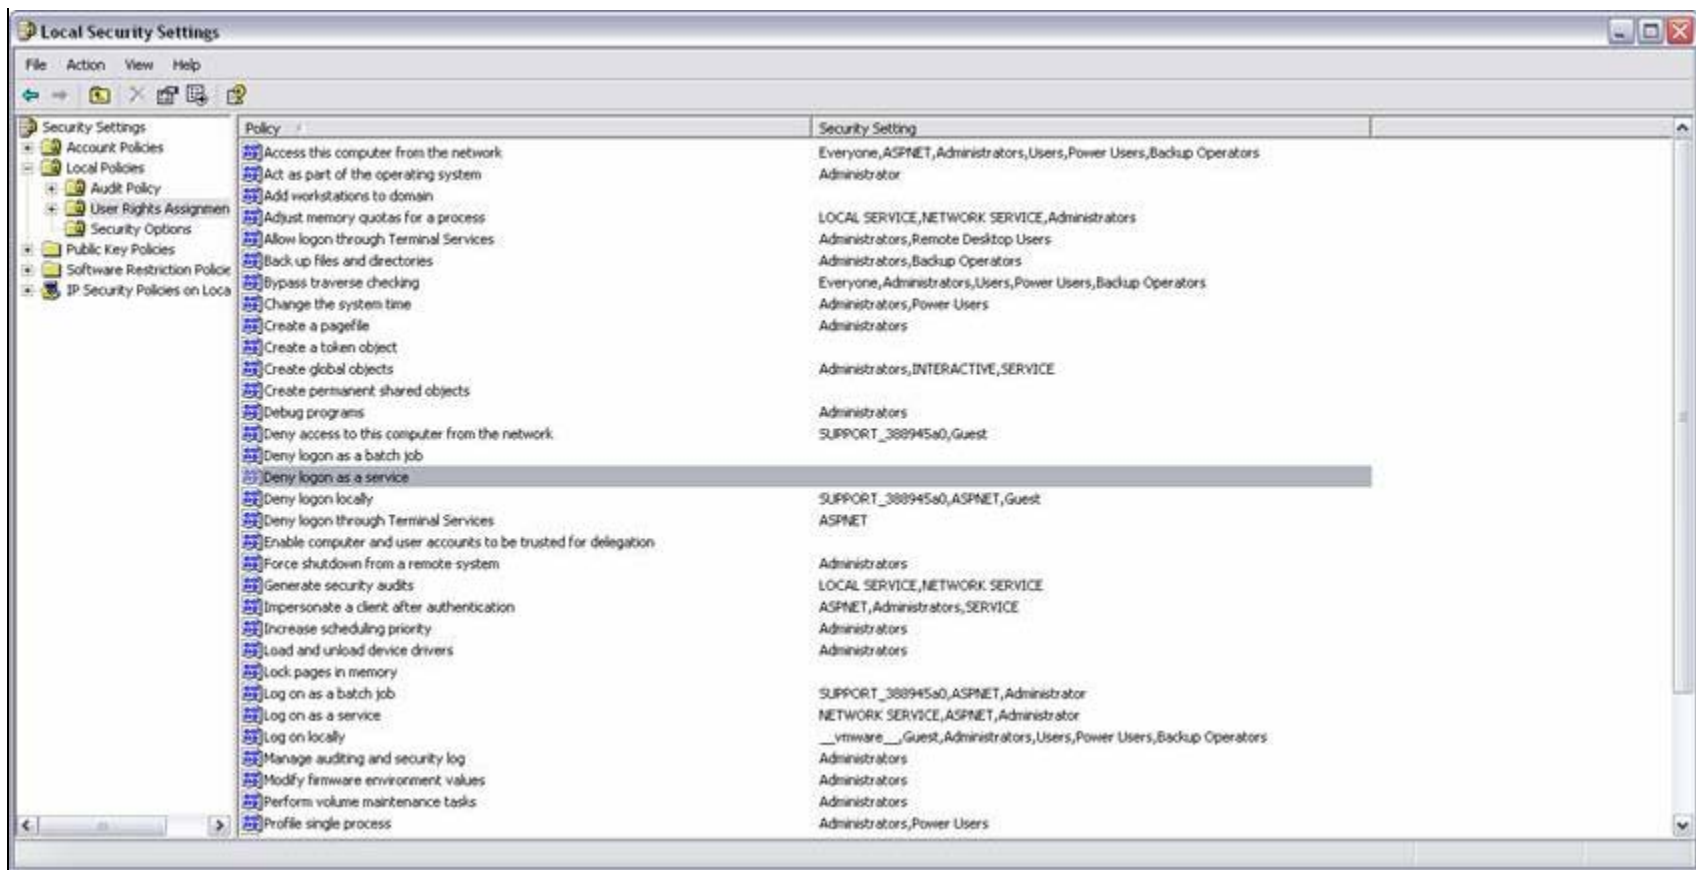 Local Security Settings
File Action View Help
Security Settings
Account Policies
Local Policies
Audit Policy
User Rights Assignmen
Security Options
Public Key Policies
Software Restriction Policie
IP Security Policies on Loca
Policy Security Setting
Access this computer from the network Everyone,ASPNET,Administrators,Users,Power Users,Backup Operators
Act as part of the operating system Administrator
Add workstations to domain
Adjust memory quotas for a process LOCAL SERVICE,NETWORK SERVICE,Administrators
Allow logon through Terminal Services Administrators,Remote Desktop Users
Back up files and directories Administrators,Backup Operators
Bypass traverse checking Everyone,Administrators,Users,Power Users,Backup Operators
Change the system time Administrators,Power Users
Create a pagefile Administrators
Create a token object
Create global objects Administrators,INTERACTIVE,SERVICE
Create permanent shared objects
Debug programs Administrators
Deny access to this computer from the network SUPPORT_388945a0,Guest
Deny logon as a batch job
Deny logon as a service
Deny logon locally SUPPORT_388945a0,ASPNET,Guest
Deny logon through Terminal Services ASPNET
Enable computer and user accounts to be trusted for delegation
Force shutdown from a remote system Administrators
Generate security audits LOCAL SERVICE,NETWORK SERVICE
Impersonate a client after authentication ASPNET,Administrators,SERVICE
Increase scheduling priority Administrators
Load and unload device drivers Administrators
Lock pages in memory
Log on as a batch job SUPPORT_388945a0,ASPNET,Administrator
Log on as a service NETWORK SERVICE,ASPNET,Administrator
Log on locally __vmware__,Guest,Administrators,Users,Power Users,Backup Operators
Manage auditing and security log Administrators
Modify firmware environment values Administrators
Perform volume maintenance tasks Administrators
Profile single process Administrators,Power Users